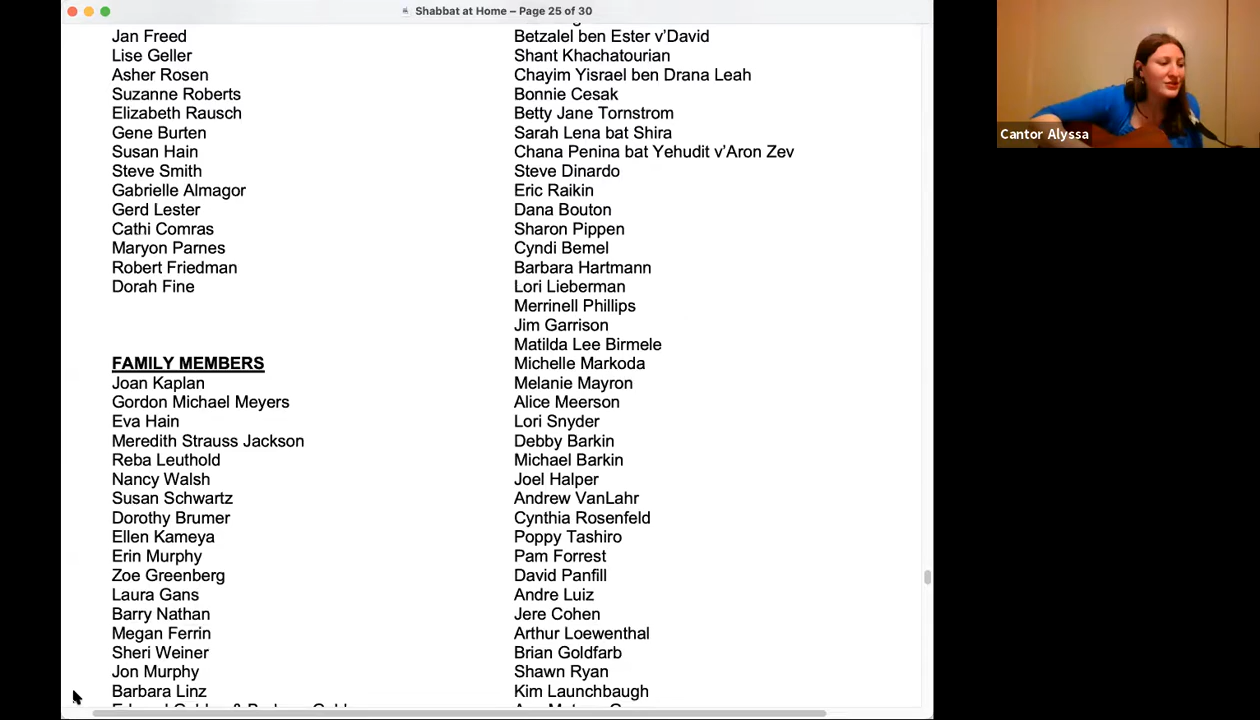 Shabbat at Home – Page 25 of 30
Jan Freed
Lise Geller
Asher Rosen
Suzanne Roberts
Elizabeth Rausch
Gene Burten
Susan Hain
Steve Smith
Gabrielle Almagor
Gerd Lester
Cathi Comras
Maryon Parnes
Robert Friedman
Dorah Fine
FAMILY MEMBERS
Joan Kaplan
Gordon Michael Meyers
Eva Hain
Meredith Strauss Jackson
Reba Leuthold
Nancy Walsh
Susan Schwartz
Dorothy Brumer
Ellen Kameya
Erin Murphy
Zoe Greenberg
Laura Gans
Barry Nathan
Megan Ferrin
Sheri Weiner
Jon Murphy
Barbara Linz
Betzalel ben Ester v’David
Shant Khachatourian
Chayim Yisrael ben Drana Leah
Bonnie Cesak
Betty Jane Tornstrom
Sarah Lena bat Shira
Chana Penina bat Yehudit v’Aron Zev
Steve Dinardo
Eric Raikin
Dana Bouton
Sharon Pippen
Cyndi Bemel
Barbara Hartmann
Lori Lieberman
Merrinell Phillips
Jim Garrison
Matilda Lee Birmele
Michelle Markoda
Melanie Mayron
Alice Meerson
Lori Snyder
Debby Barkin
Michael Barkin
Joel Halper
Andrew VanLahr
Cynthia Rosenfeld
Poppy Tashiro
Pam Forrest
David Panfill
Andre Luiz
Jere Cohen
Arthur Loewenthal
Brian Goldfarb
Shawn Ryan
Kim Launchbaugh
Cantor Alyssa